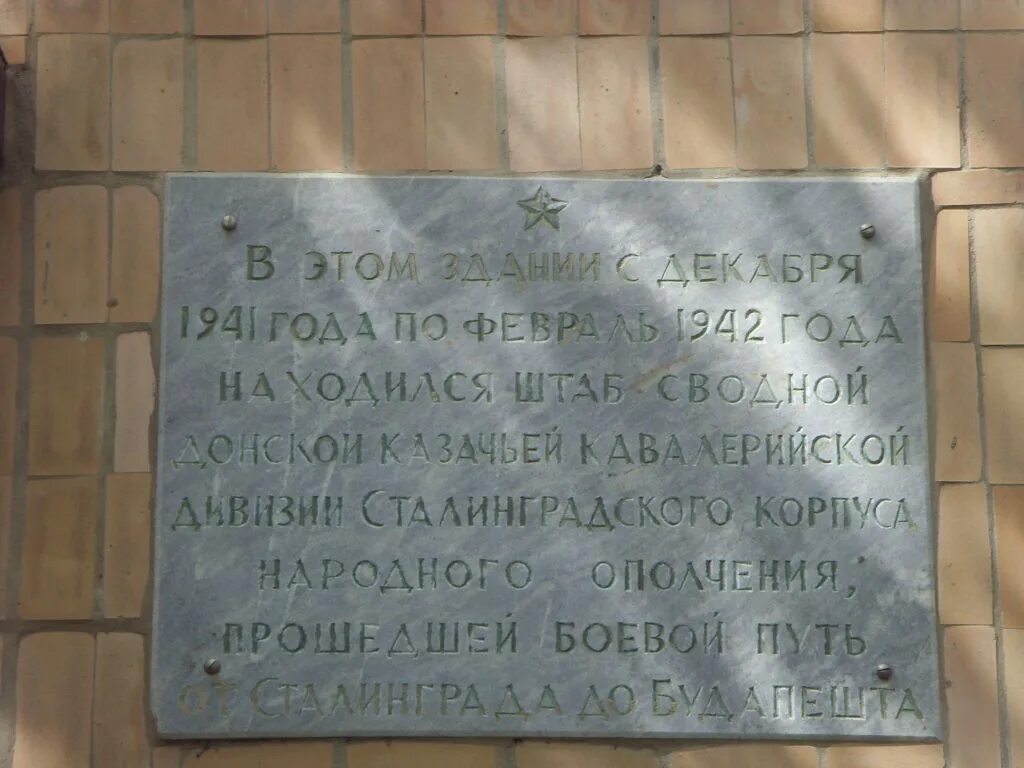 В этом здании с декабря
1941 года по февраль 1942 года
находился штаб сводной
Донской казачьей кавалерийской
дивизии Сталинградского корпуса
народного ополчения,
прошедшей боевой путь
от Сталинграда до Будапешта